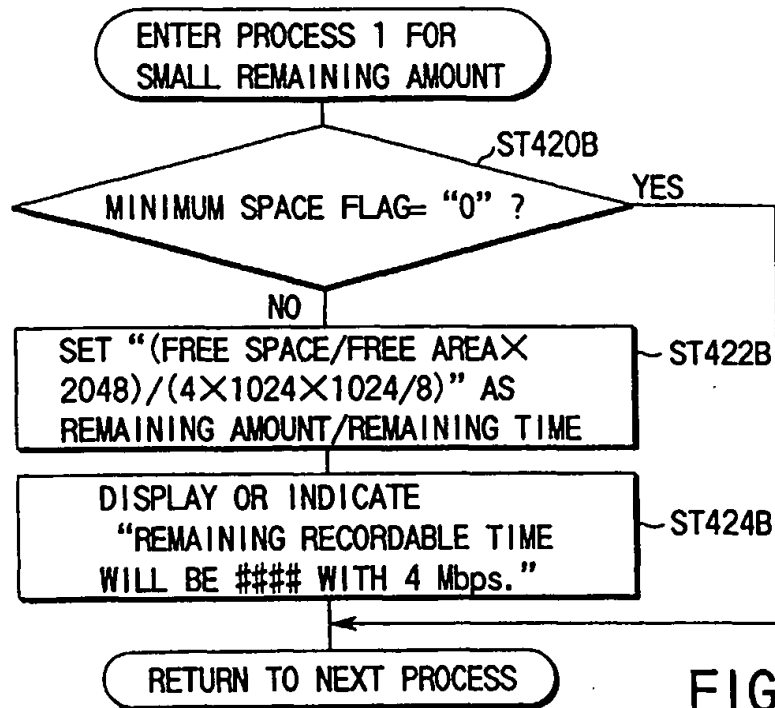 ENTER PROCESS 1 FOR
SMALL REMAINING AMOUNT
ST420B
MINIMUM SPACE FLAG= “0” ?
YES
NO
SET “(FREE SPACE/FREE AREA×
2048)/(4×1024×1024/8)” AS
REMAINING AMOUNT/REMAINING TIME
ST422B
DISPLAY OR INDICATE
“REMAINING RECORDABLE TIME
WILL BE #### WITH 4 Mbps.”
ST424B
RETURN TO NEXT PROCESS
FIG